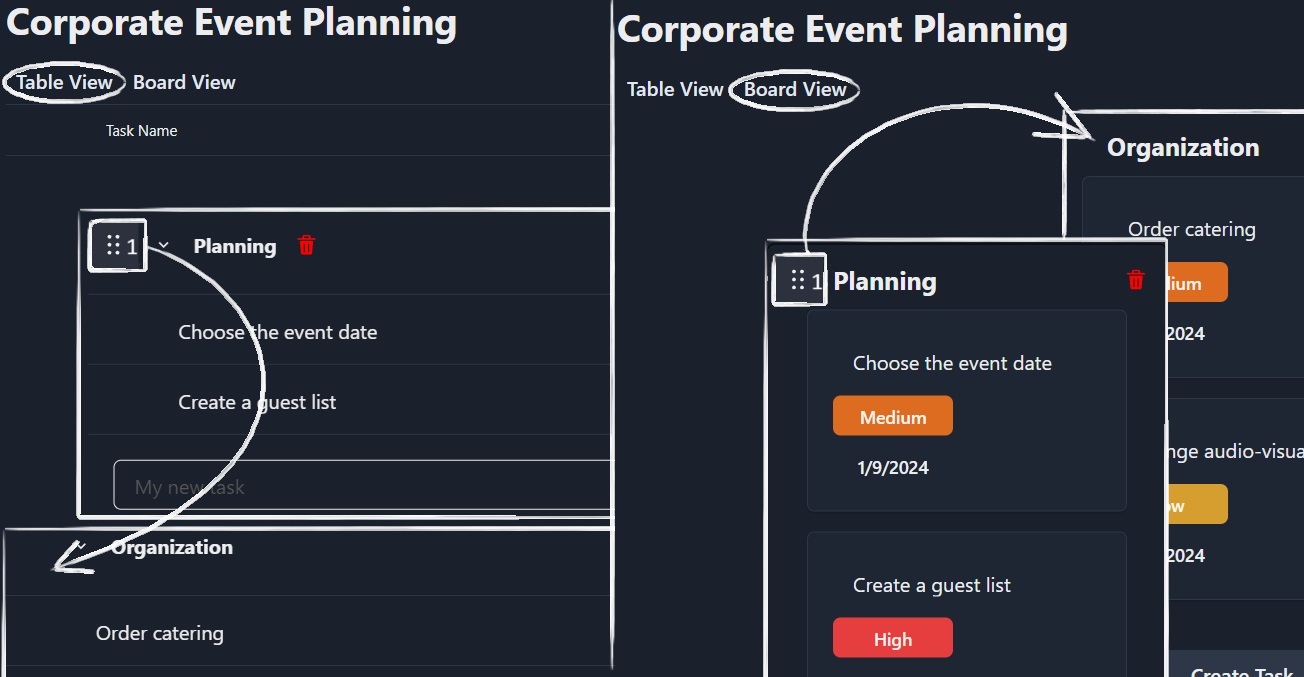 Corporate Event Planning
Table View Board View
Task Name
1 Planning
Choose the event date
Create a guest list
My new task
Organization
Order catering
Corporate Event Planning
Table View Board View
Organization
Order catering
1 Planning
ium
2024
Choose the event date
Medium
1/9/2024
nge audio-visua
ow
2024
Create a guest list
High
Create Task